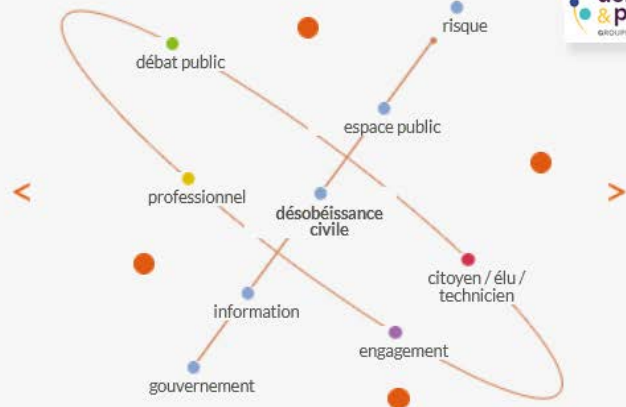 risque
débat public
espace public
professionnel
désobéissance
civile
citoyen / élu /
technicien
information
engagement
gouvernement